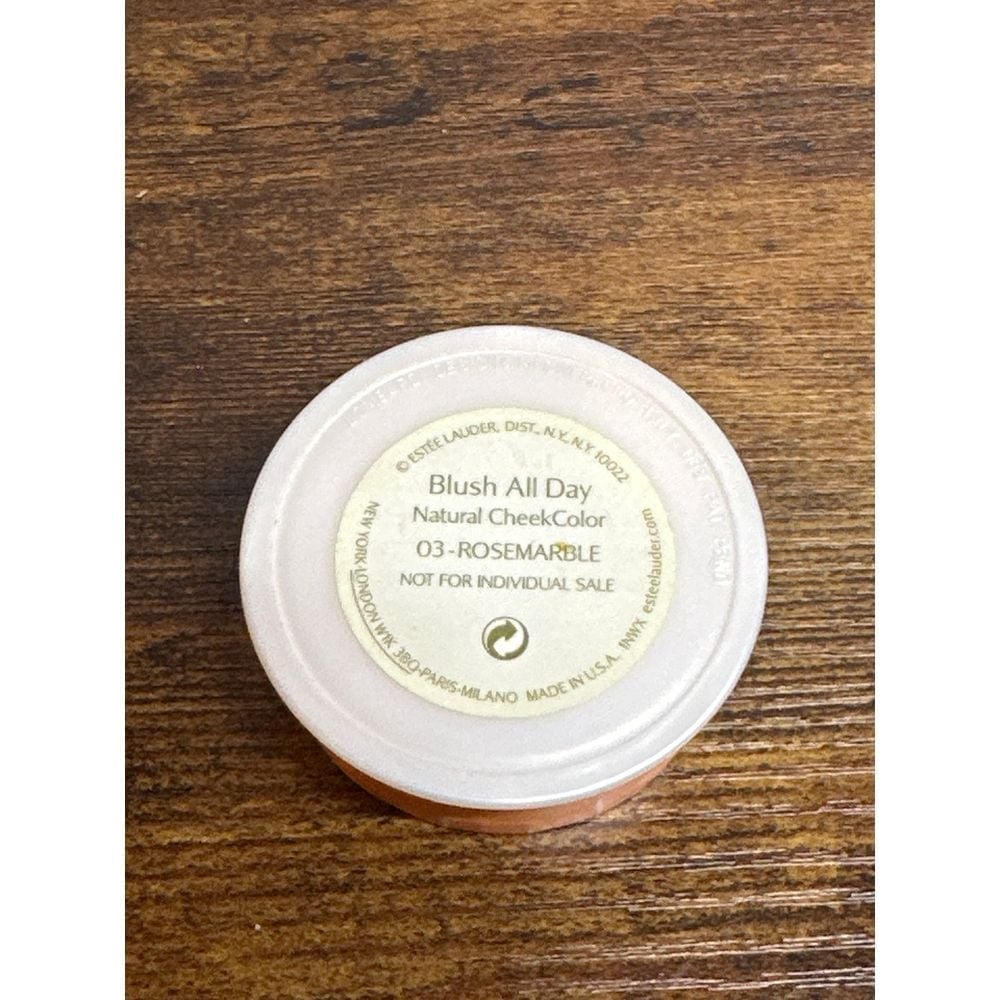 © ESTÉE LAUDER, DIST., N.Y., N.Y. 10022
Blush All Day
Natural CheekColor
03-ROSEMARBLE
NOT FOR INDIVIDUAL SALE
NEW YORK-LONDON W1K 3BQ-PARIS-MILANO MADE IN U.S.A. INWX esteelauder.com